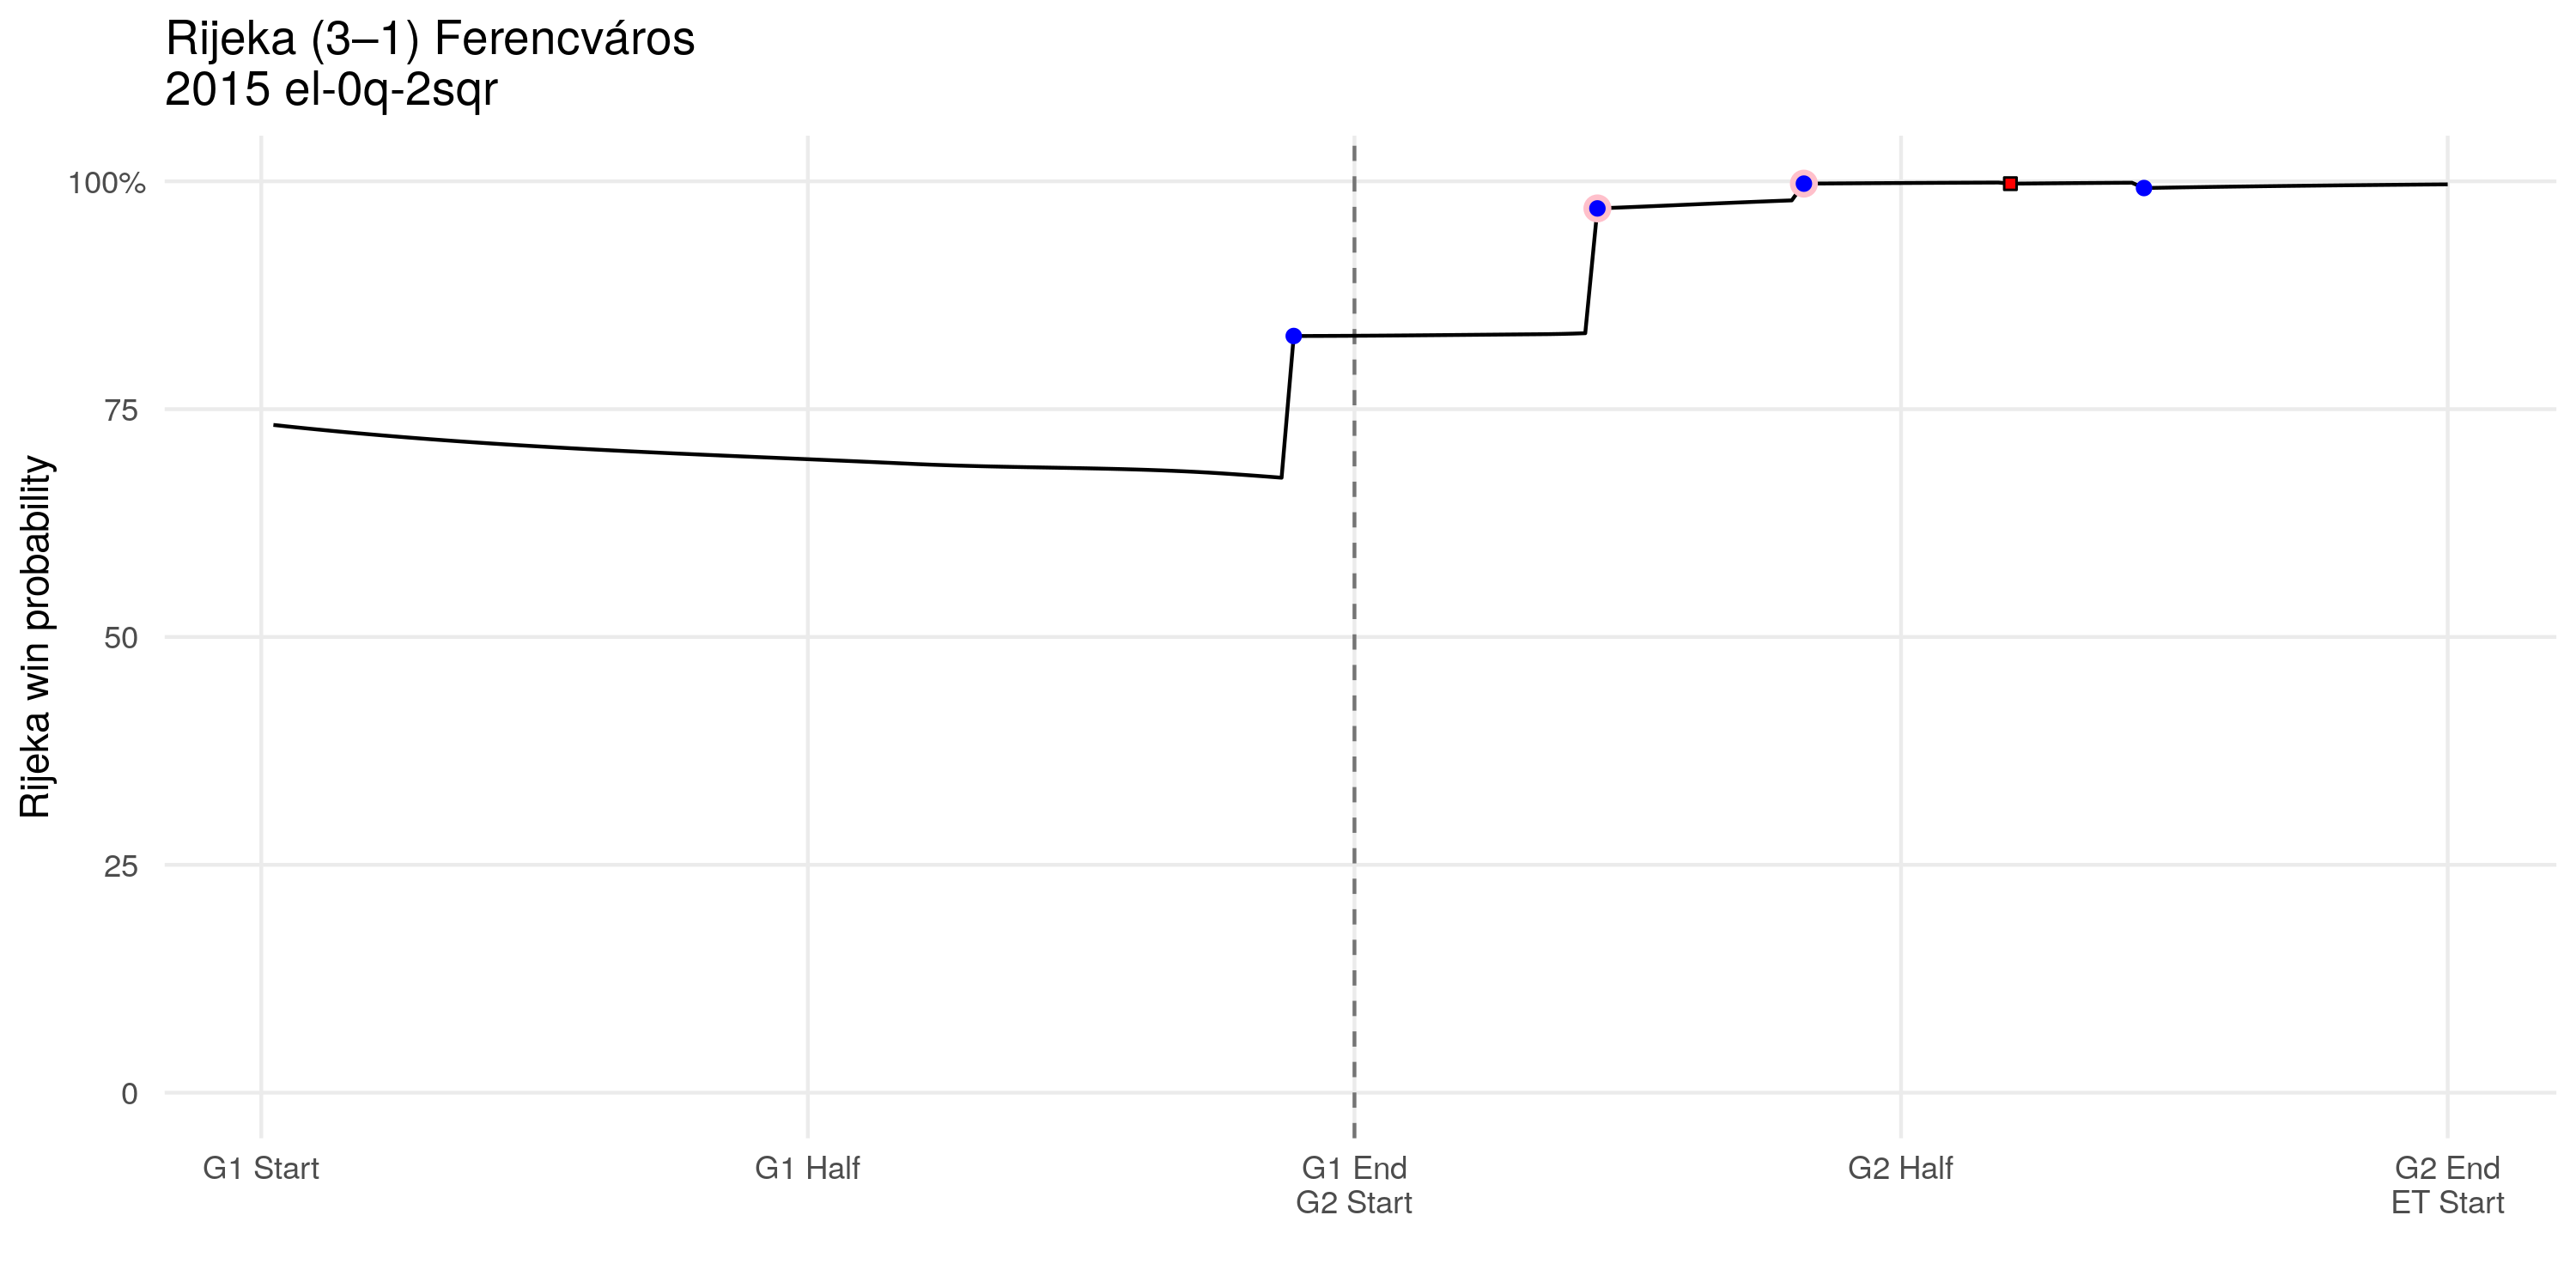 Rijeka (3–1) Ferencváros
2015 el-0q-2sqr
Rijeka win probability
100%
75
50
25
0
G1 Start
G1 Half
G1 End
G2 Start
G2 Half
G2 End
ET Start